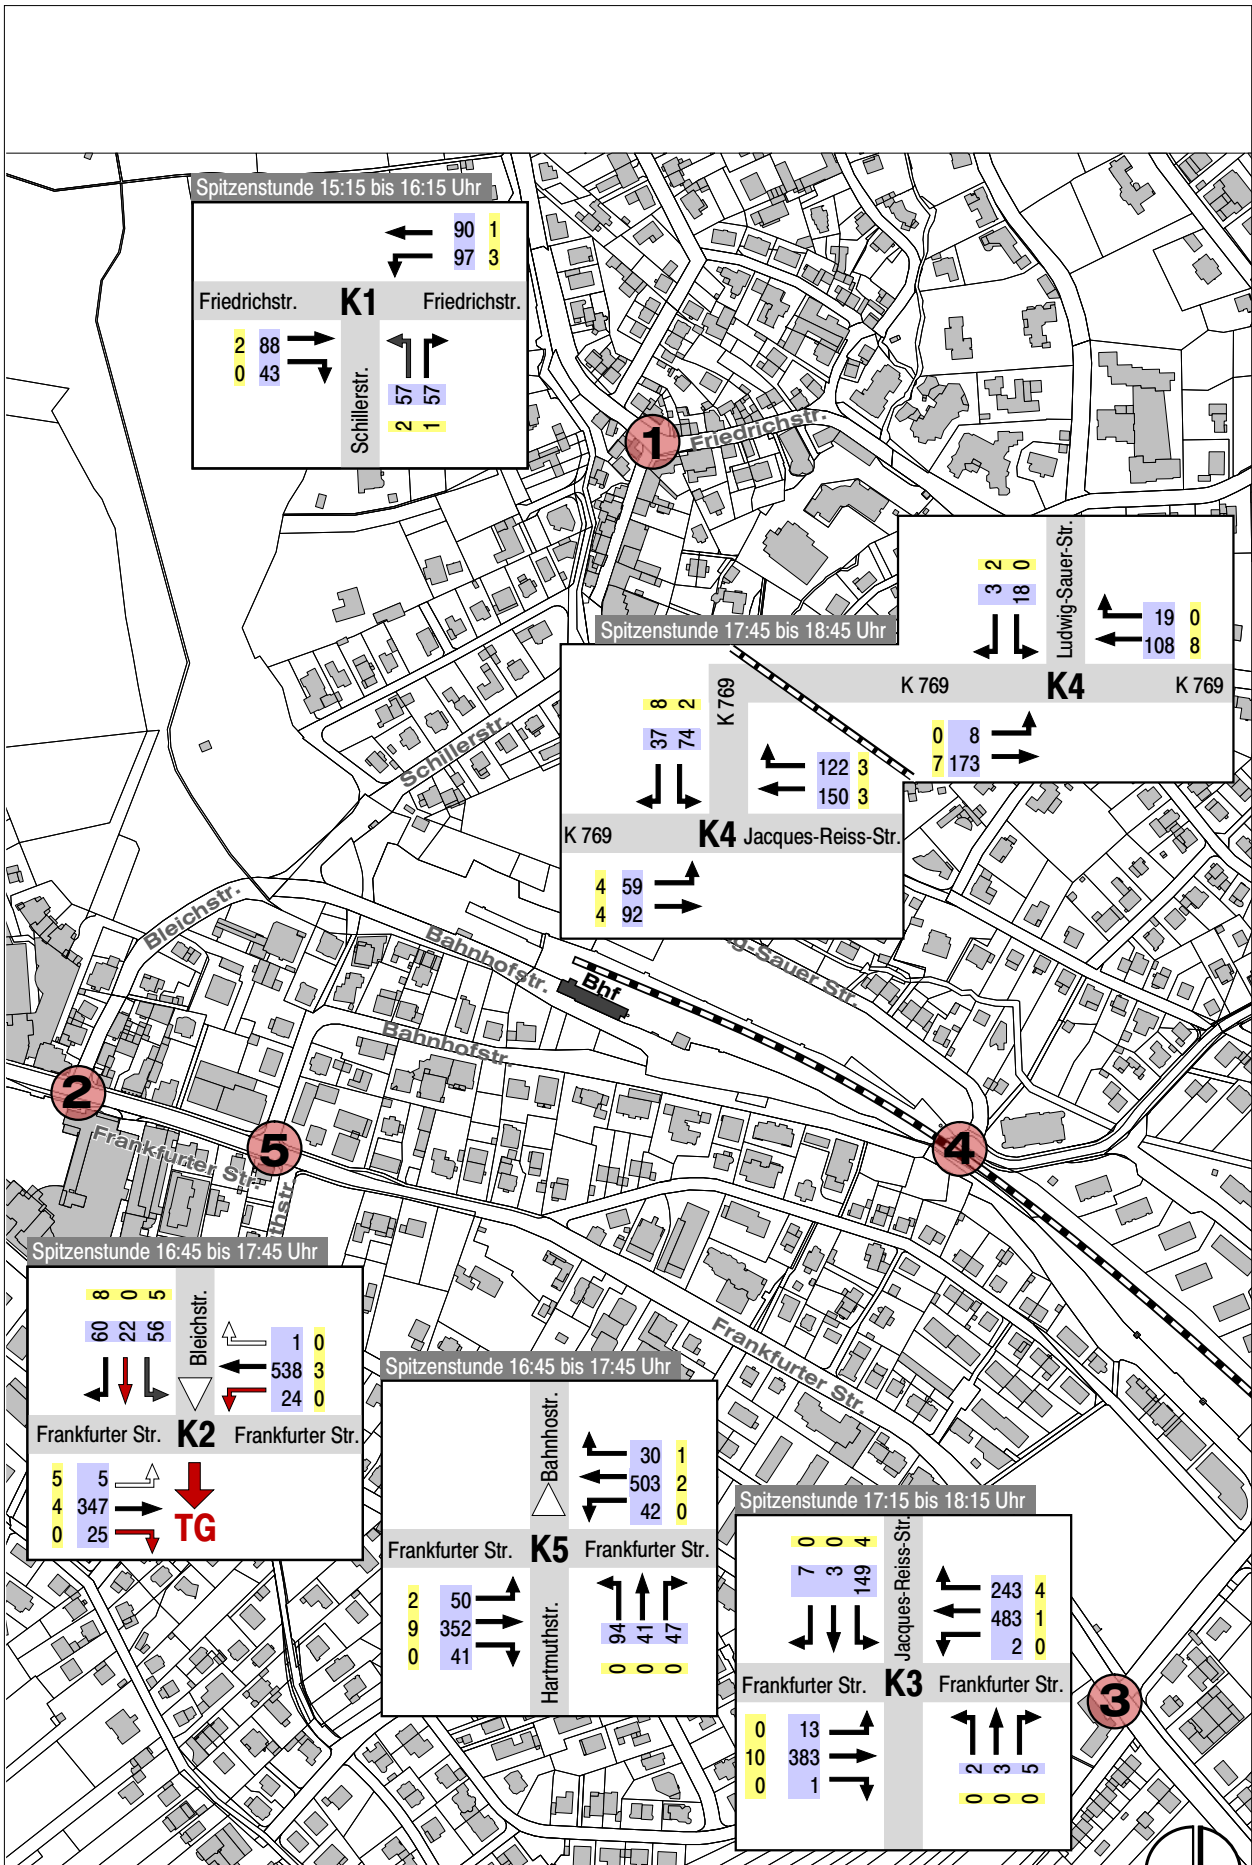 Spitzenstunde 15:15 bis 16:15 Uhr
90 1
97 3
Friedrichstr. K1 Friedrichstr.
2 88
0 43
Schillerstr.
57 57
2 1
1
Friedrichstr.
Ludwig-Sauer-Str.
2 0
3 18
19 0
108 8
K 769 K4 K 769
0 8
7 173
Spitzenstunde 17:45 bis 18:45 Uhr
K 769
8 2
37 74
122 3
150 3
K 769 K4 Jacques-Reiss-Str.
4 59
4 92
Schillerstr.
Bleichstr.
Bahnhofstr.
g-Sauer Str.
Bhf
Bahnhofstr.
2
5
4
Frankfurter Str.
thstr.
Spitzenstunde 16:45 bis 17:45 Uhr
8 0 5
60 22 56
Bleichstr.
1 0
538 3
24 0
Frankfurter Str. K2 Frankfurter Str.
5 5
4 347
0 25
TG
Frankfurter Str.
Spitzenstunde 16:45 bis 17:45 Uhr
Bahnhostr.
30 1
503 2
42 0
Frankfurter Str. K5 Frankfurter Str.
2 50
9 352
0 41
Hartmuthstr.
94 41 47
0 0 0
Spitzenstunde 17:15 bis 18:15 Uhr
0 0 4
7 3 149
Jacques-Reiss-Str.
243 4
483 1
2 0
Frankfurter Str. K3 Frankfurter Str.
0 13
10 383
0 1
2 3 5
0 0 0
3